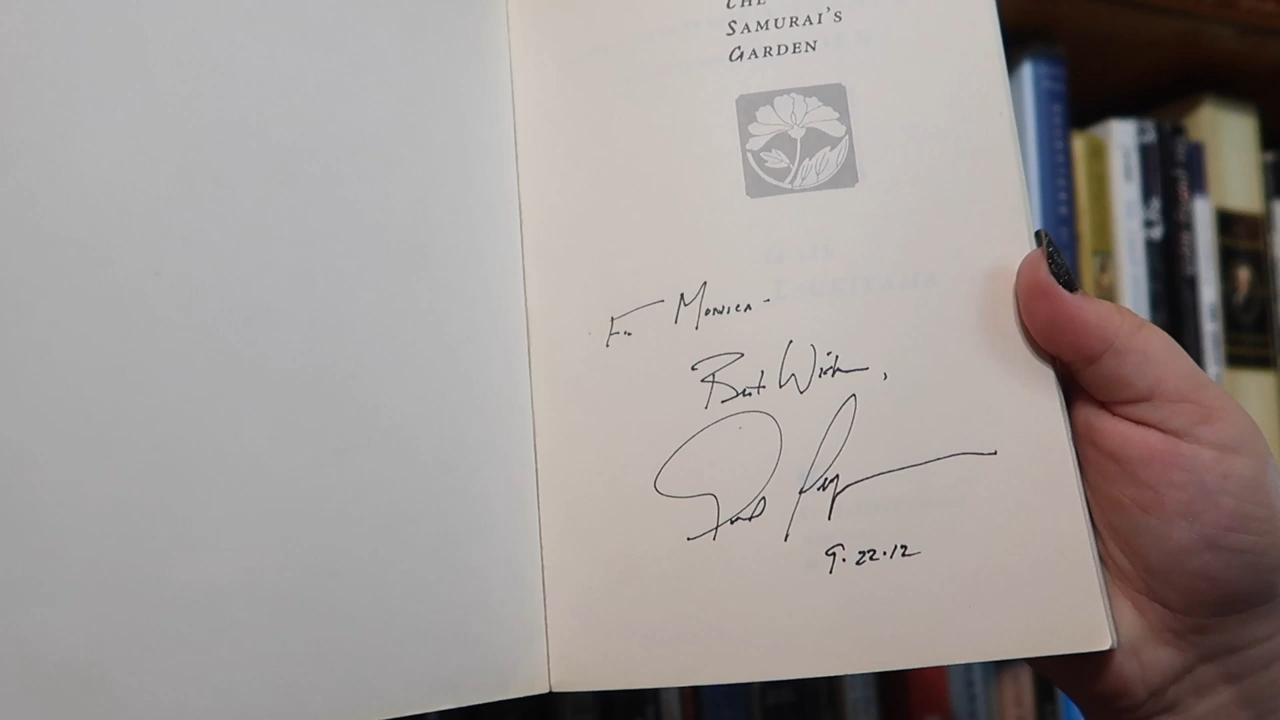 THE
SAMURAI'S
GARDEN
For Monica -
Best Wishes,
9.22.12